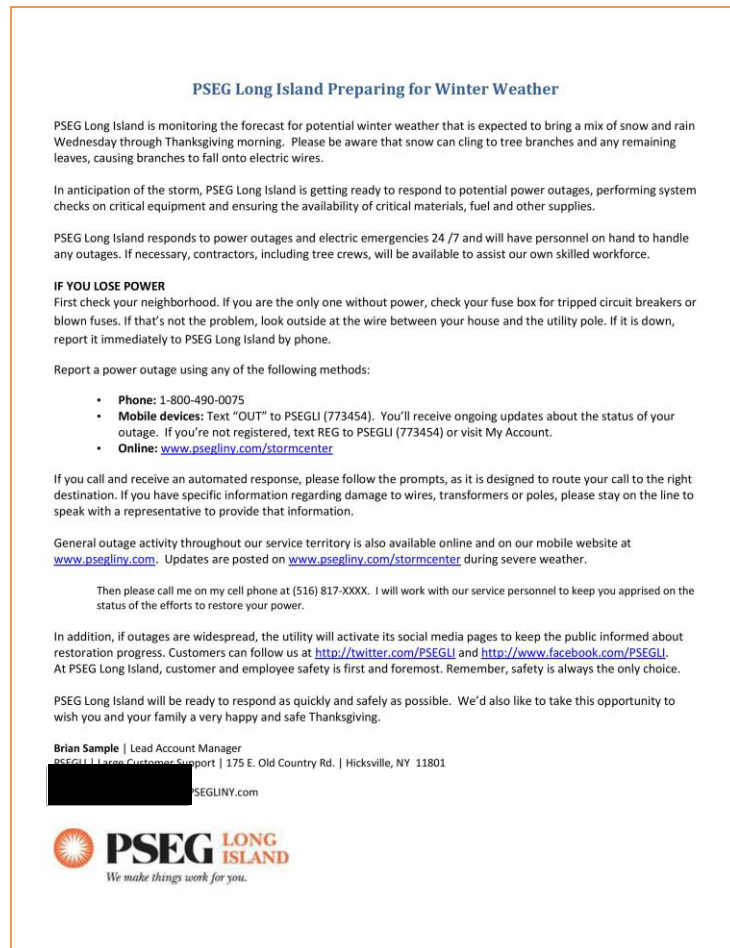 PSEG Long Island Preparing for Winter Weather
PSEG Long Island is monitoring the forecast for potential winter weather that is expected to bring a mix of snow and rain
Wednesday through Thanksgiving morning.  Please be aware that snow can cling to tree branches and any remaining
leaves, causing branches to fall onto electric wires.
In anticipation of the storm, PSEG Long Island is getting ready to respond to potential power outages, performing system
checks on critical equipment and ensuring the availability of critical materials, fuel and other supplies.
PSEG Long Island responds to power outages and electric emergencies 24 /7 and will have personnel on hand to handle
any outages. If necessary, contractors, including tree crews, will be available to assist our own skilled workforce.
IF YOU LOSE POWER
First check your neighborhood. If you are the only one without power, check your fuse box for tripped circuit breakers or
blown fuses. If that's not the problem, look outside at the wire between your house and the utility pole. If it is down,
report it immediately to PSEG Long Island by phone.
Report a power outage using any of the following methods:
• Phone: 1-800-490-0075
• Mobile devices: Text “OUT” to PSEGLI (773454).  You'll receive ongoing updates about the status of your
outage.  If you're not registered, text REG to PSEGLI (773454) or visit My Account.
• Online: www.psegliny.com/stormcenter
If you call and receive an automated response, please follow the prompts, as it is designed to route your call to the right
destination. If you have specific information regarding damage to wires, transformers or poles, please stay on the line to
speak with a representative to provide that information.
General outage activity throughout our service territory is also available online and on our mobile website at
www.psegliny.com.  Updates are posted on www.psegliny.com/stormcenter during severe weather.
Then please call me on my cell phone at (516) 817-XXXX.  I will work with our service personnel to keep you apprised on the
status of the efforts to restore your power.
In addition, if outages are widespread, the utility will activate its social media pages to keep the public informed about
restoration progress. Customers can follow us at http://twitter.com/PSEGLI and http://www.facebook.com/PSEGLI.
At PSEG Long Island, customer and employee safety is first and foremost. Remember, safety is always the only choice.
PSEG Long Island will be ready to respond as quickly and safely as possible.  We'd also like to take this opportunity to
wish you and your family a very happy and safe Thanksgiving.
Brian Sample | Lead Account Manager
PSEGLI | Large Customer Support | 175 E. Old Country Rd. | Hicksville, NY  11801
PSEGLINY.com
PSEG LONG ISLAND
We make things work for you.